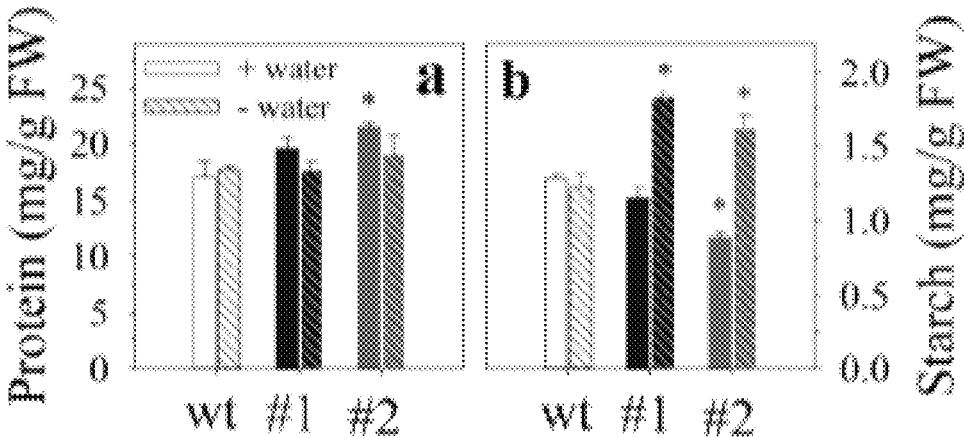 Protein (mg/g FW)
25
20
15
10
5
0
+ water
- water
a
*
wt #1 #2
b
*
*
*
wt #1 #2
2.0
1.5
1.0
0.5
0.0
Starch (mg/g FW)